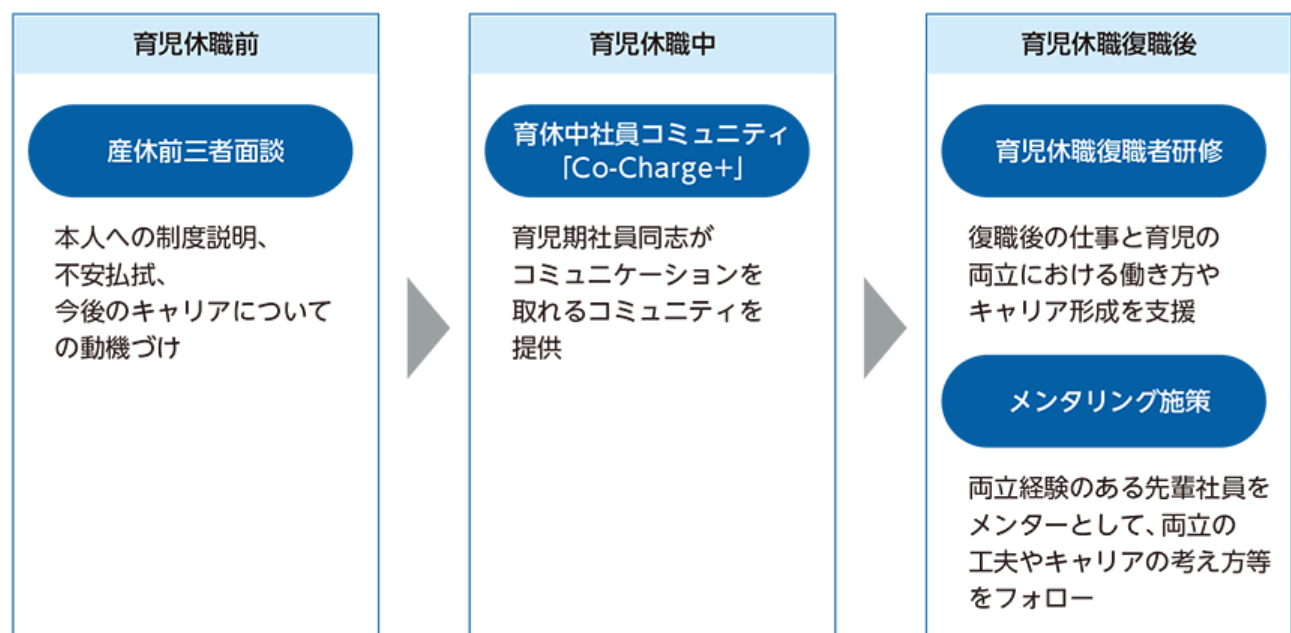 育児休職前
産休前三者面談
本人への制度説明、
不安払拭、
今後のキャリアについて
の動機づけ
育児休職中
育休中社員コミュニティ
「Co-Charge+」
育児期社員同志が
コミュニケーションを
取れるコミュニティを
提供
育児休職復職後
育児休職復職者研修
復職後の仕事と育児の
両立における働き方や
キャリア形成を支援
メンタリング施策
両立経験のある先輩社員を
メンターとして、両立の
工夫やキャリアの考え方等
をフォロー